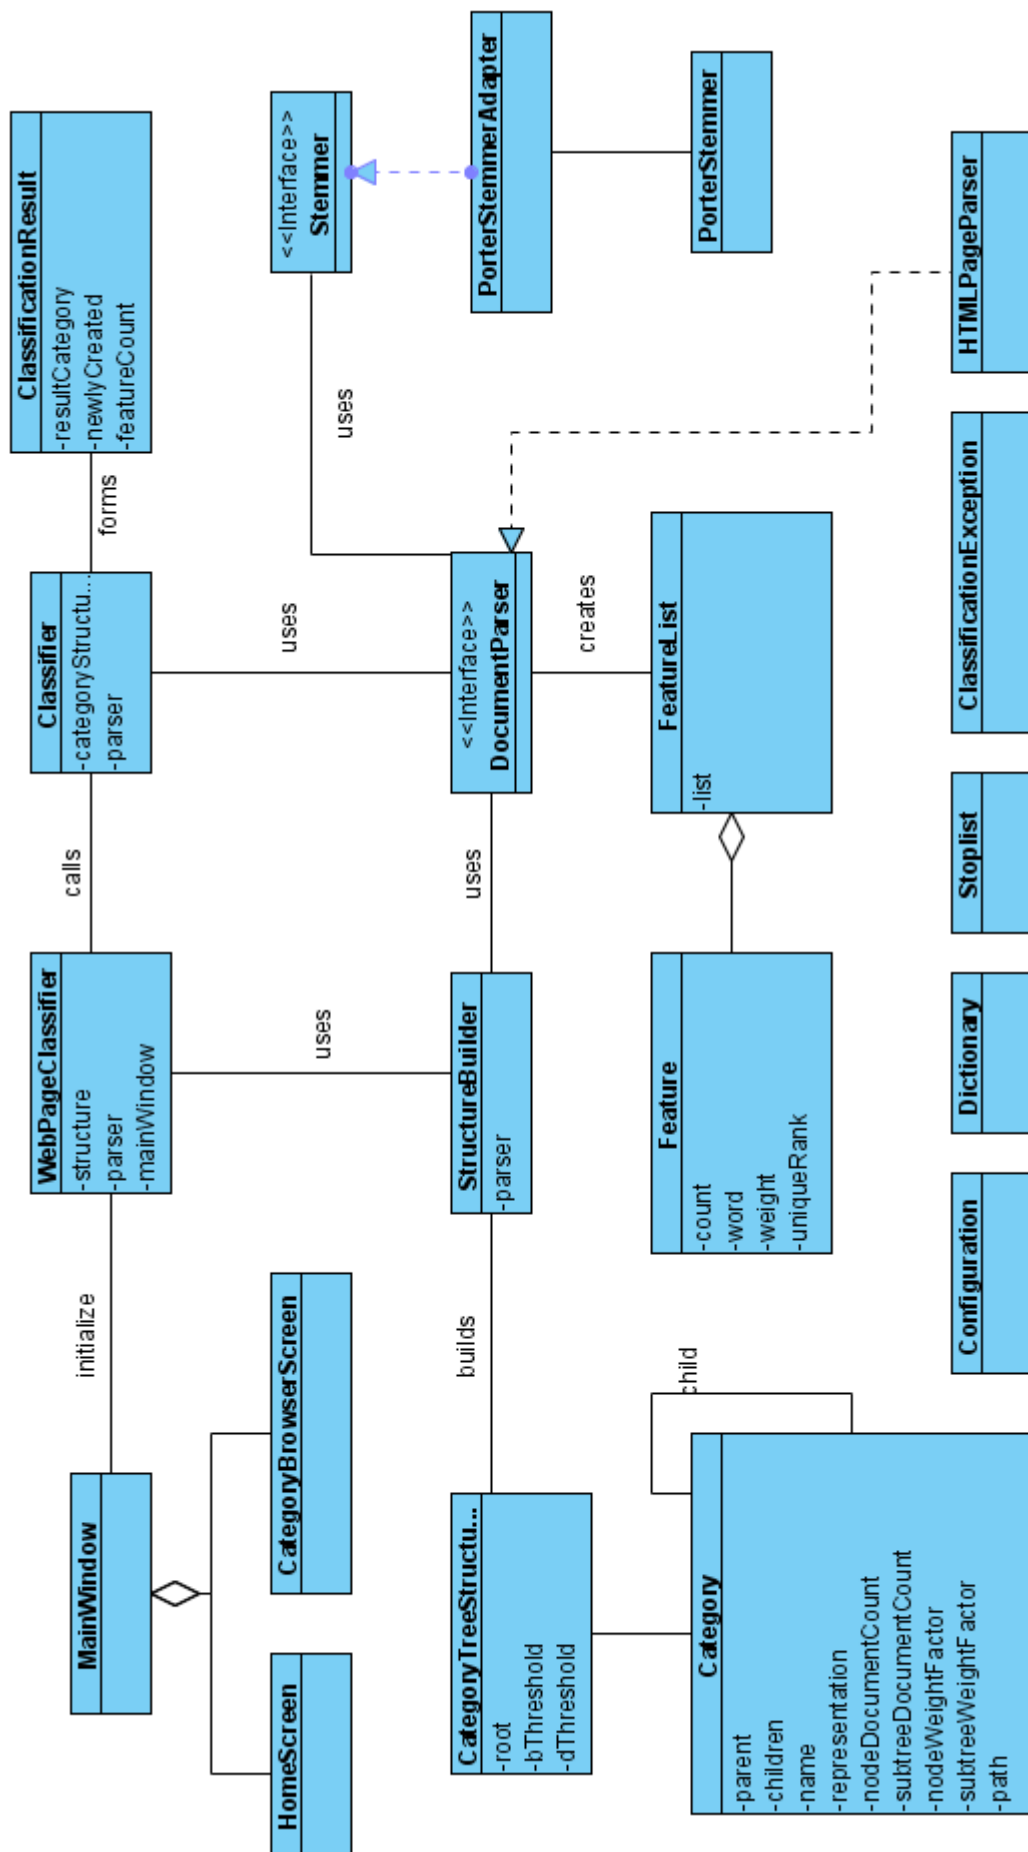 MainWindow
initialize
WebPageClassifier
-structure
-parser
-mainWindow
calls
Classifier
-categoryStructu...
-parser
forms
ClassificationResult
-resultCategory
-newlyCreated
-featureCount
HomeScreen
CategoryBrowserScreen
uses
uses
uses
<<Interface>>
Stemmer
CategoryTreeStructu...
-root
-bThreshold
-dThreshold
builds
StructureBuilder
-parser
uses
<<Interface>>
DocumentParser
PorterStemmerAdapter
creates
Category
-parent
-children
-name
-representation
-nodeDocumentCount
-subtreeDocumentCount
-nodeWeightFactor
-subtreeWeightFactor
-path
child
Feature
-count
-word
-weight
-uniqueRank
FeatureList
-list
PorterStemmer
Configuration
Dictionary
Stoplist
ClassificationException
HTMLPageParser